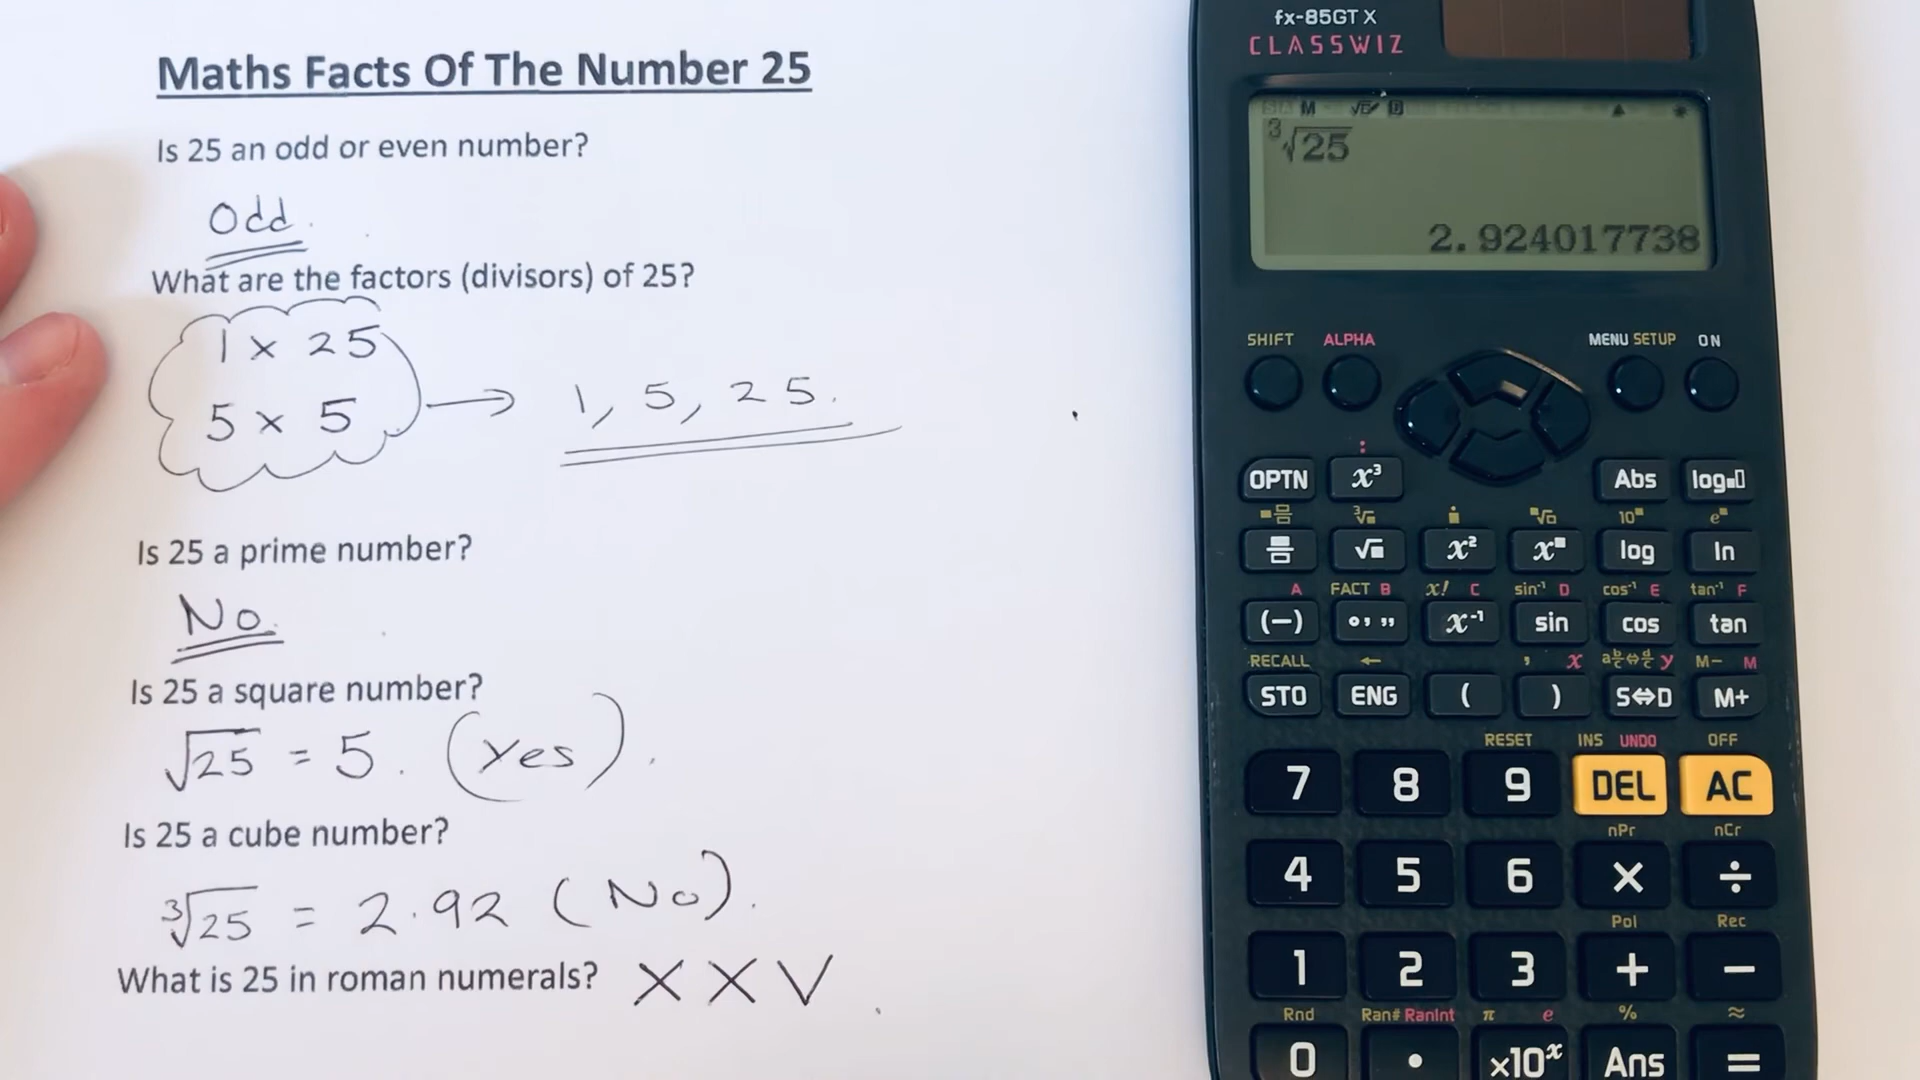 Maths Facts Of The Number 25
Is 25 an odd or even number?
Odd.
What are the factors (divisors) of 25?
1 x 25
5 x 5 → 1, 5, 25.
Is 25 a prime number?
No.
Is 25 a square number?
√25 = 5. (Yes).
Is 25 a cube number?
³√25 = 2.92 (No).
What is 25 in roman numerals? XXV
fx-85GT X
CLASSWIZ
M √ D
³√25
2.924017738
SHIFT ALPHA MENU SETUP ON
:
OPTN x³ Abs log
³√■ ■√□ 10■ e■
√■ x² x■ log ln
A FACT B x! C sin⁻¹ D cos⁻¹ E tan⁻¹ F
(−) °’” x⁻¹ sin cos tan
RECALL ← , x a b/c⇔d/c y M− M
STO ENG ( ) S⇔D M+
RESET INS UNDO OFF
7 8 9 DEL AC
nPr nCr
4 5 6 × ÷
Pol Rec
1 2 3 + −
Rnd Ran# RanInt π e % ≈
0 • ×10ˣ Ans =